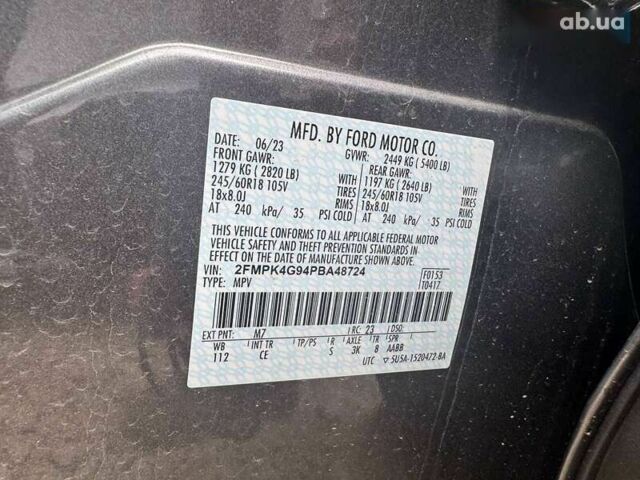 ab.ua
MFD. BY FORD MOTOR CO.
DATE: 06/23 GVWR: 2449 KG ( 5400 LB)
FRONT GAWR: REAR GAWR:
1279 KG ( 2820 LB) 1197 KG ( 2640 LB)
245/60R18 105V TIRES 245/60R18 105V TIRES
18x8.0J RIMS 18x8.0J RIMS
AT 240 kPa/ 35 PSI COLD AT 240 kPa/ 35 PSI COLD
THIS VEHICLE CONFORMS TO ALL APPLICABLE FEDERAL MOTOR
VEHICLE SAFETY AND THEFT PREVENTION STANDARDS IN
EFFECT ON THE DATE OF MANUFACTURE SHOWN ABOVE.
VIN: 2FMPK4G94PBA48724 F0153
TYPE: MPV T0417
EXT PNT: M7 RC: 23 DSO:
WB INT TR TP/PS R AXLE TR SPR
112 CE S 3K 8 AABB
UTC ▽ 5U5A-1520472-BA